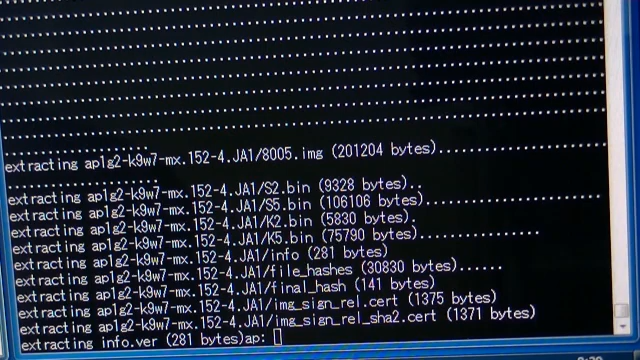 extracting ap1g2-k9w7-mx.152-4.JA1/8005.img (201204 bytes)
extracting ap1g2-k9w7-mx.152-4.JA1/S2.bin (9328 bytes)..
extracting ap1g2-k9w7-mx.152-4.JA1/S5.bin (106106 bytes)
extracting ap1g2-k9w7-mx.152-4.JA1/K2.bin (5830 bytes).
extracting ap1g2-k9w7-mx.152-4.JA1/K5.bin (75790 bytes)
extracting ap1g2-k9w7-mx.152-4.JA1/info (281 bytes)
extracting ap1g2-k9w7-mx.152-4.JA1/file_hashes (30830 bytes)......
extracting ap1g2-k9w7-mx.152-4.JA1/final_hash (141 bytes)
extracting ap1g2-k9w7-mx.152-4.JA1/img_sign_rel.cert (1375 bytes)
extracting ap1g2-k9w7-mx.152-4.JA1/img_sign_rel_sha2.cert (1371 bytes)
extracting info.ver (281 bytes)ap: